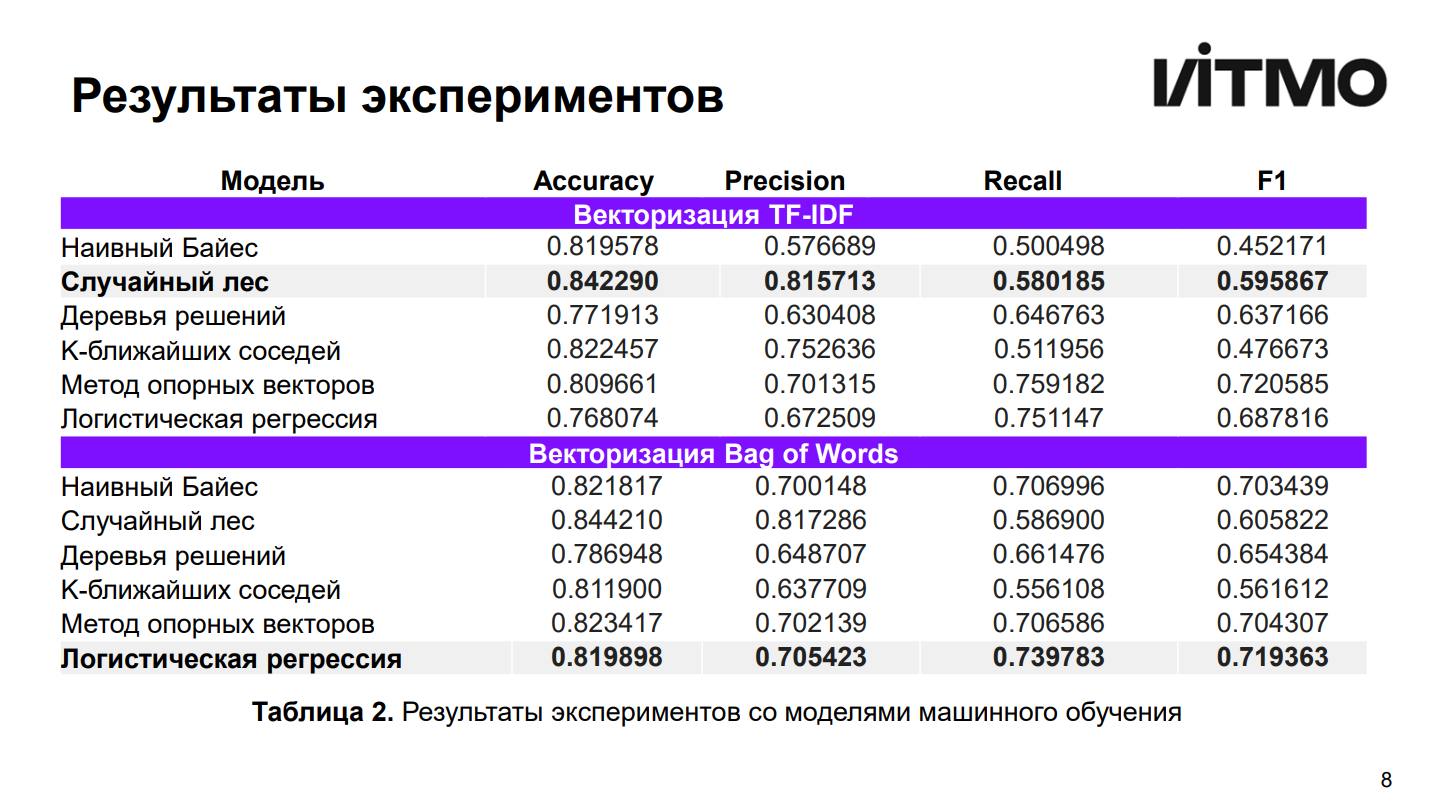 ИТМО
Результаты экспериментов
Модель Accuracy Precision Recall F1
Векторизация TF-IDF
Наивный Байес 0.819578 0.576689 0.500498 0.452171
Случайный лес 0.842290 0.815713 0.580185 0.595867
Деревья решений 0.771913 0.630408 0.646763 0.637166
K-ближайших соседей 0.822457 0.752636 0.511956 0.476673
Метод опорных векторов 0.809661 0.701315 0.759182 0.720585
Логистическая регрессия 0.768074 0.672509 0.751147 0.687816
Векторизация Bag of Words
Наивный Байес 0.821817 0.700148 0.706996 0.703439
Случайный лес 0.844210 0.817286 0.586900 0.605822
Деревья решений 0.786948 0.648707 0.661476 0.654384
K-ближайших соседей 0.811900 0.637709 0.556108 0.561612
Метод опорных векторов 0.823417 0.702139 0.706586 0.704307
Логистическая регрессия 0.819898 0.705423 0.739783 0.719363
Таблица 2. Результаты экспериментов со моделями машинного обучения
8